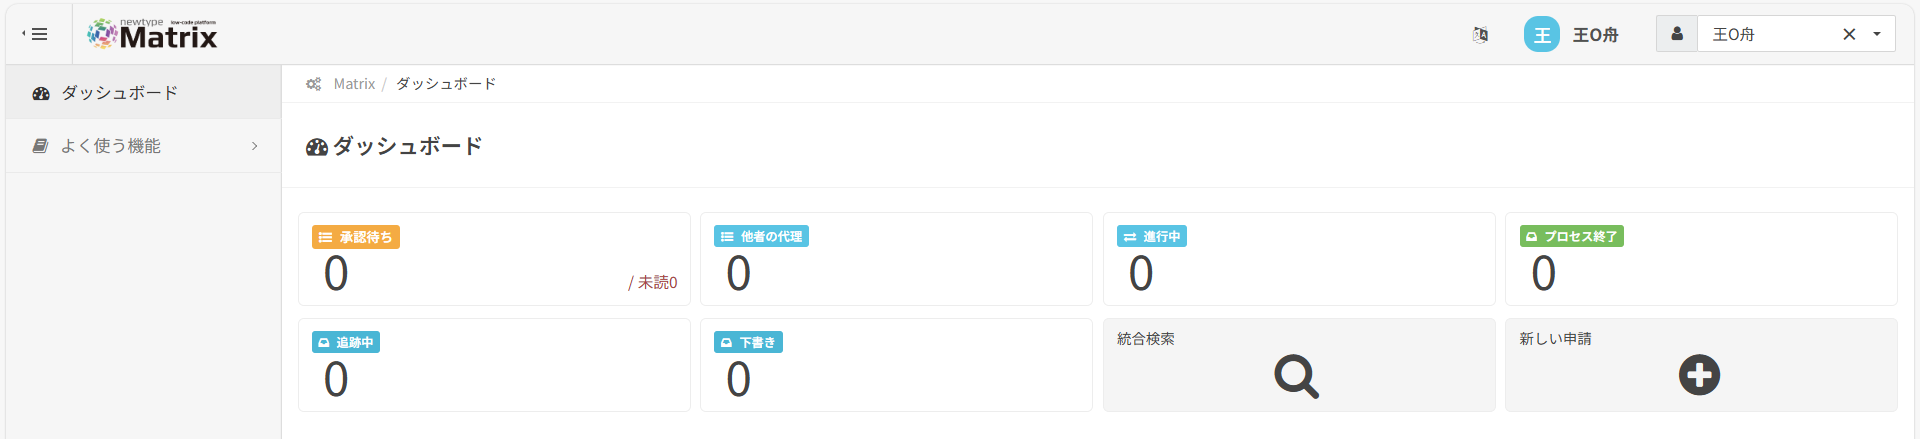 newtype low-code platform
Matrix
王 王O舟
王O舟
ダッシュボード
よく使う機能
Matrix / ダッシュボード
ダッシュボード
承認待ち
0
/ 未読0
他者の代理
0
進行中
0
プロセス終了
0
追跡中
0
下書き
0
統合検索
新しい申請